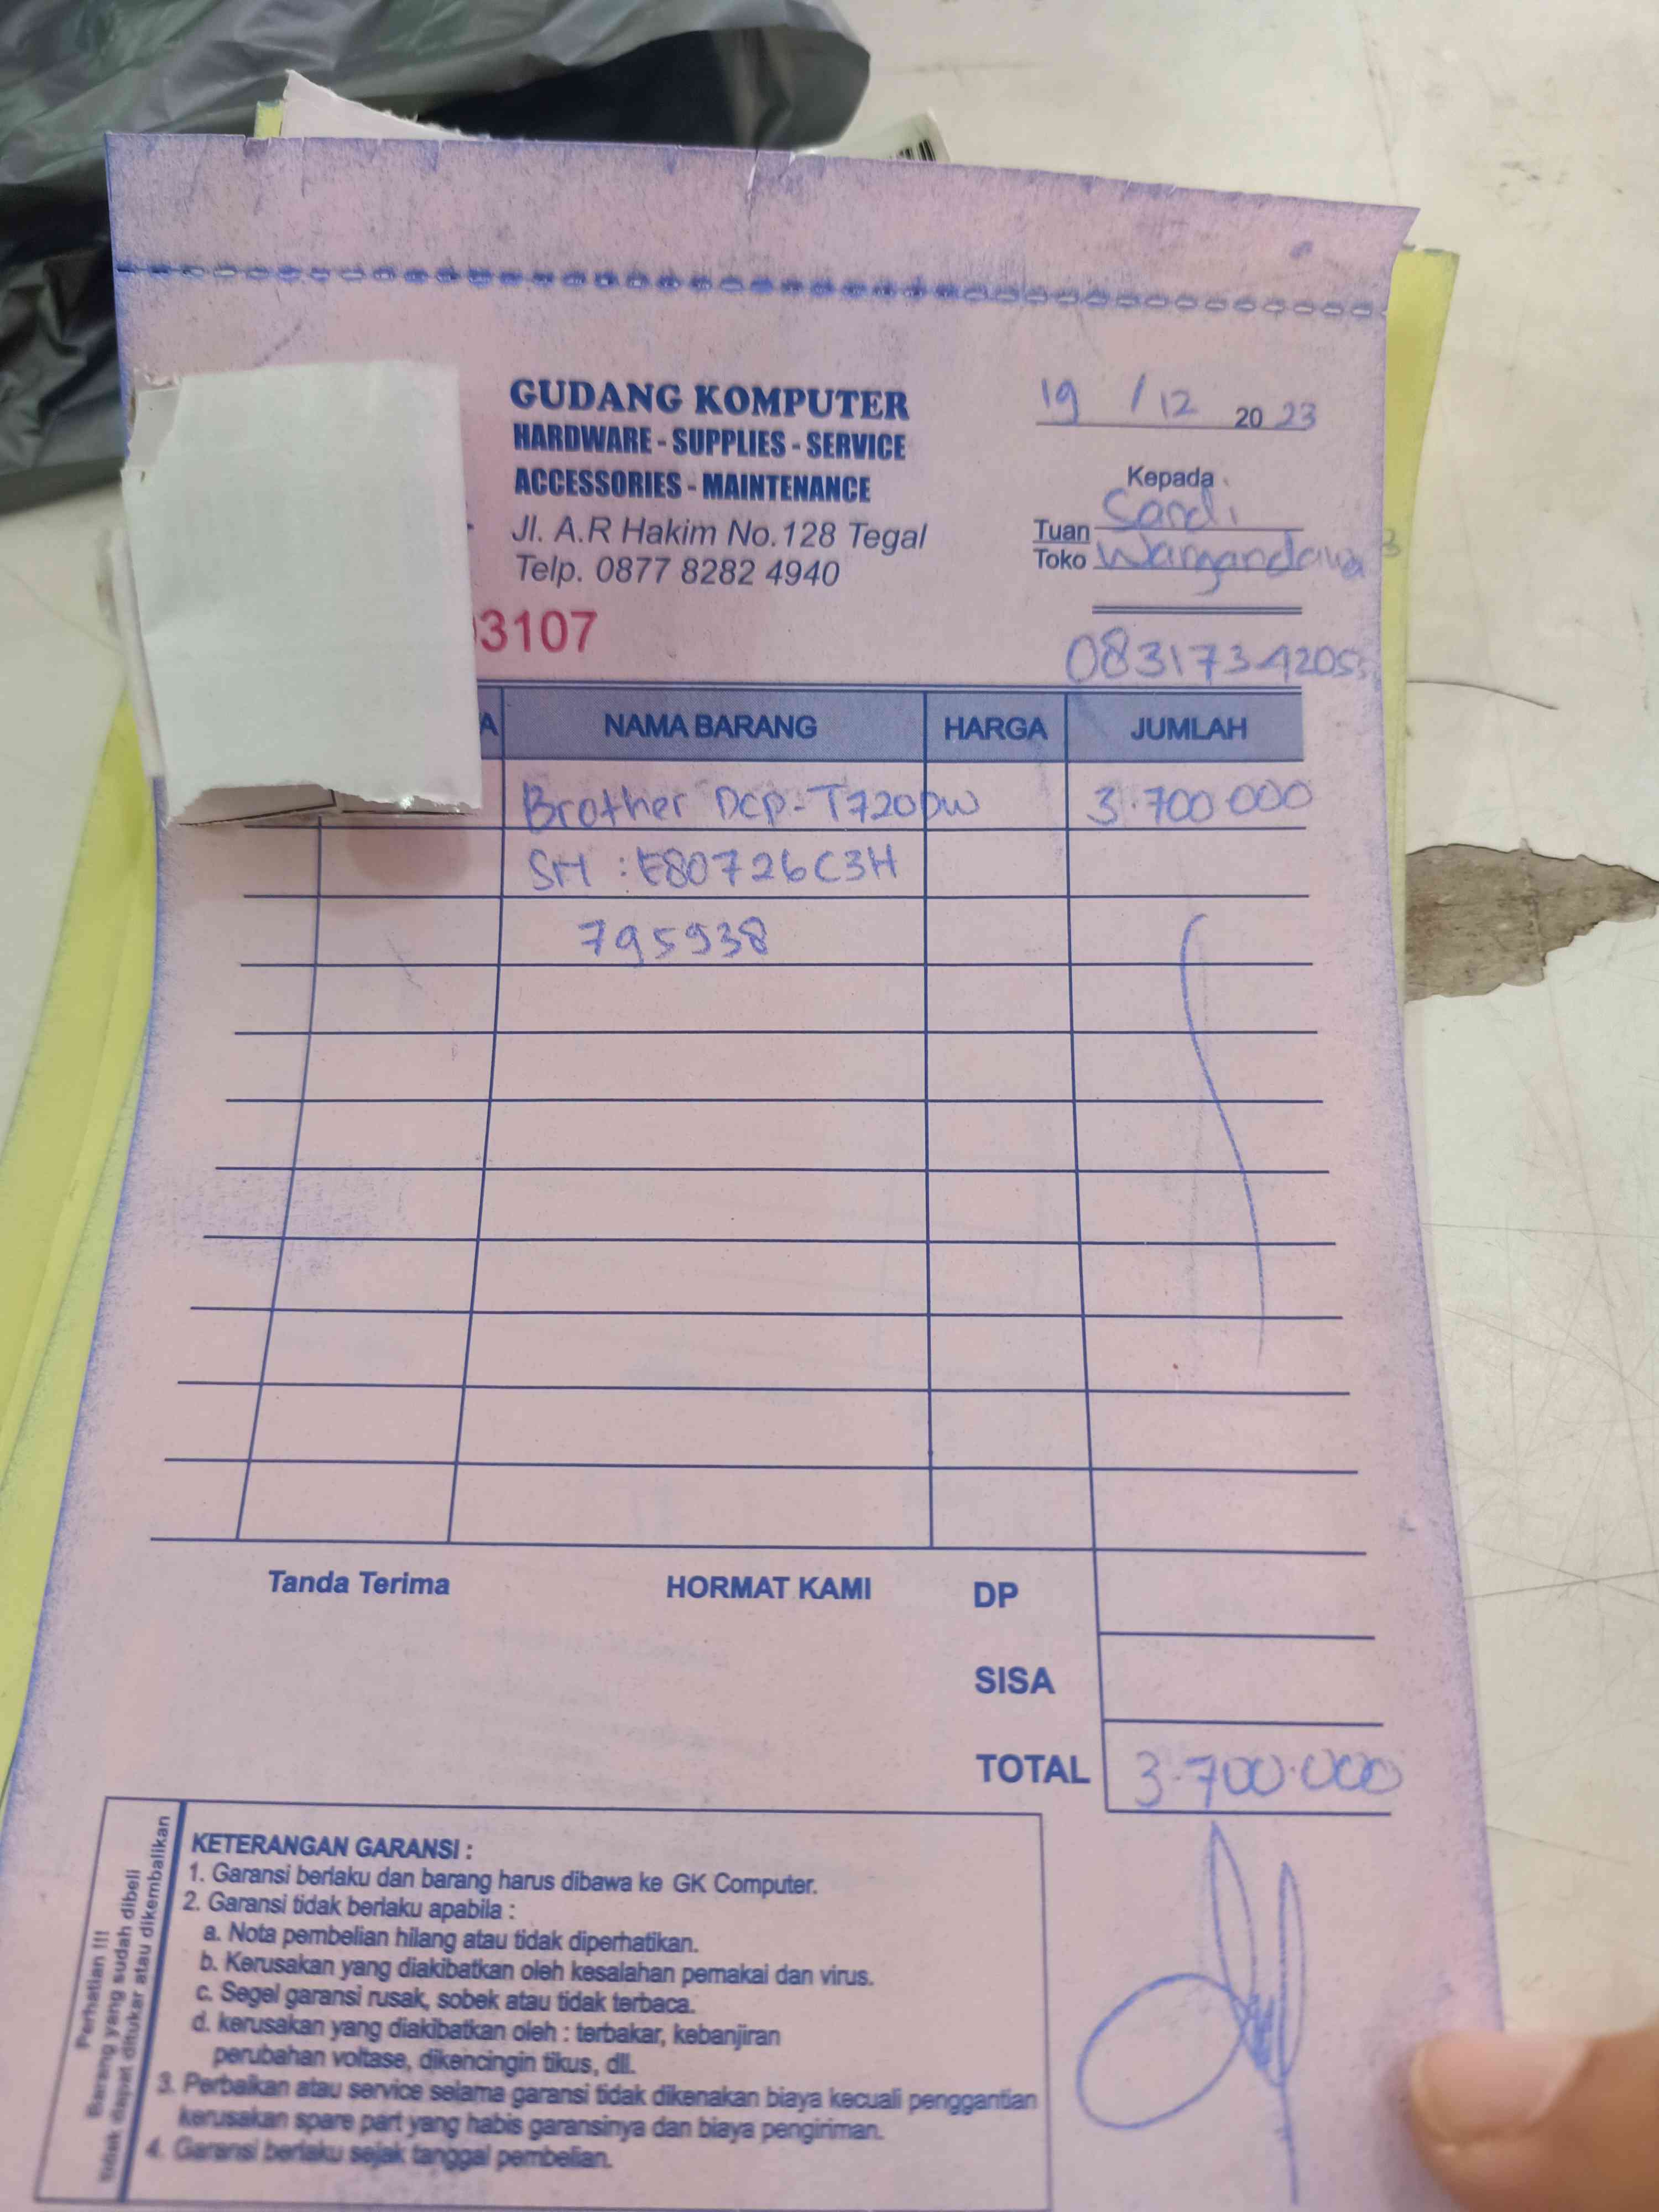 GUDANG KOMPUTER
HARDWARE - SUPPLIES - SERVICE
ACCESSORIES - MAINTENANCE
Jl. A.R Hakim No.128 Tegal
Telp. 0877 8282 4940
3107
19 / 12 2023
Kepada
Tuan Sardi
Toko
0831734205
NAMA BARANG HARGA JUMLAH
Brother DCP-T720DW 3.700.000
SH : E80726C3H
795938
Tanda Terima HORMAT KAMI DP
SISA
TOTAL 3.700.000
Perhatian !!!
Barang yang sudah dibeli
tidak dapat ditukar atau dikembalikan
KETERANGAN GARANSI :
1. Garansi berlaku dan barang harus dibawa ke GK Computer.
2. Garansi tidak berlaku apabila :
a. Nota pembelian hilang atau tidak diperhatikan.
b. Kerusakan yang diakibatkan oleh kesalahan pemakai dan virus.
c. Segel garansi rusak, sobek atau tidak terbaca.
d. kerusakan yang diakibatkan oleh : terbakar, kebanjiran
perubahan voltase, dikencingin tikus, dll.
3. Perbaikan atau service selama garansi tidak dikenakan biaya kecuali penggantian
kerusakan spare part yang habis garansinya dan biaya pengiriman.
4. Garansi berlaku sejak tanggal pembelian.